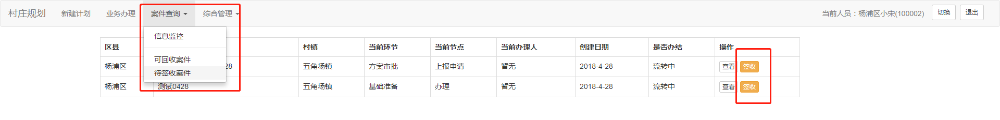 村庄规划 新建计划 业务办理 案件查询 综合管理 当前人员：杨浦区小宋(100002) 切换 退出
信息监控
可回收案件
待签收案件
区县 村镇 当前环节 当前节点 当前办理人 创建日期 是否办结 操作
杨浦区 28 五角场镇 方案审批 上报申请 暂无 2018-4-28 流转中 查看 签收
杨浦区 测试0428 五角场镇 基础准备 办理 暂无 2018-4-28 流转中 查看 签收